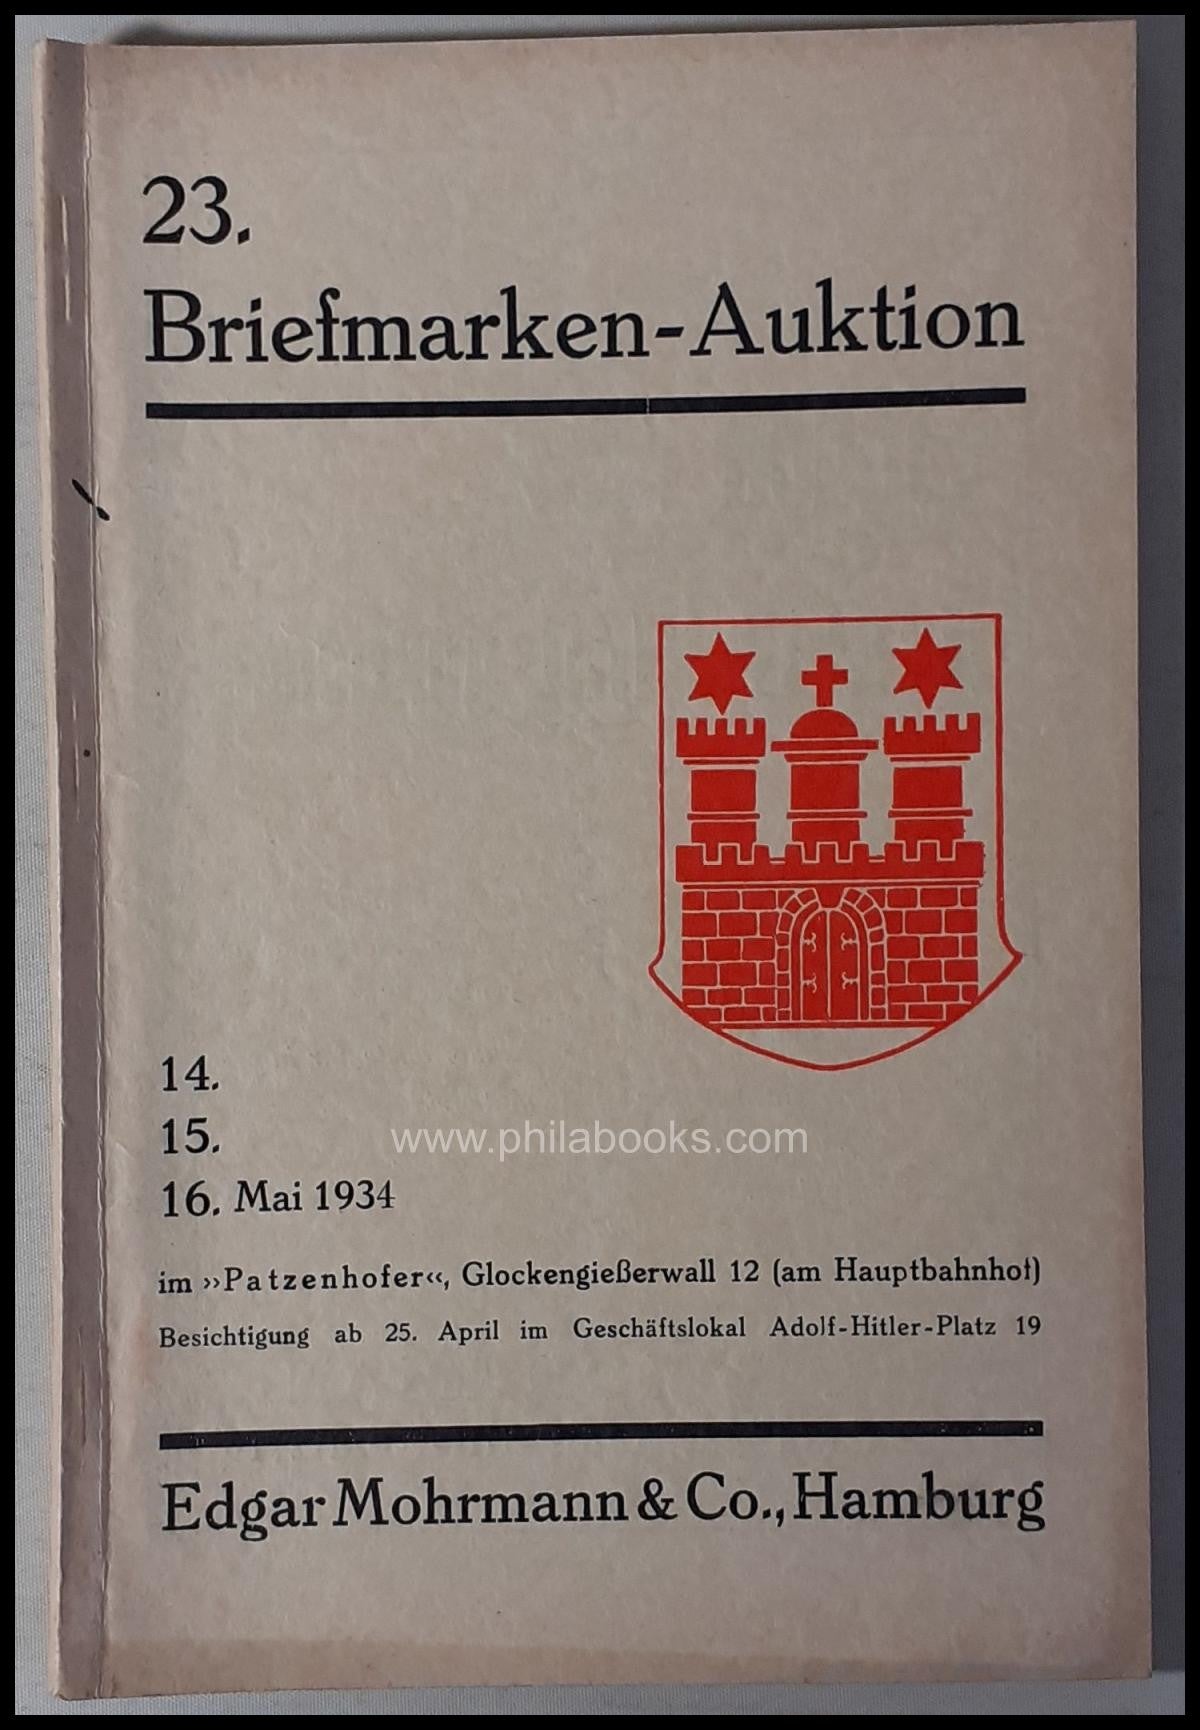 23.
Briefmarken-Auktion
14.
15.
www.philabooks.com
16. Mai 1934
im »Patzenhofer«, Glockengießerwall 12 (am Hauptbahnhof)
Besichtigung ab 25. April im Geschäftslokal Adolf-Hitler-Platz 19
Edgar Mohrmann & Co., Hamburg